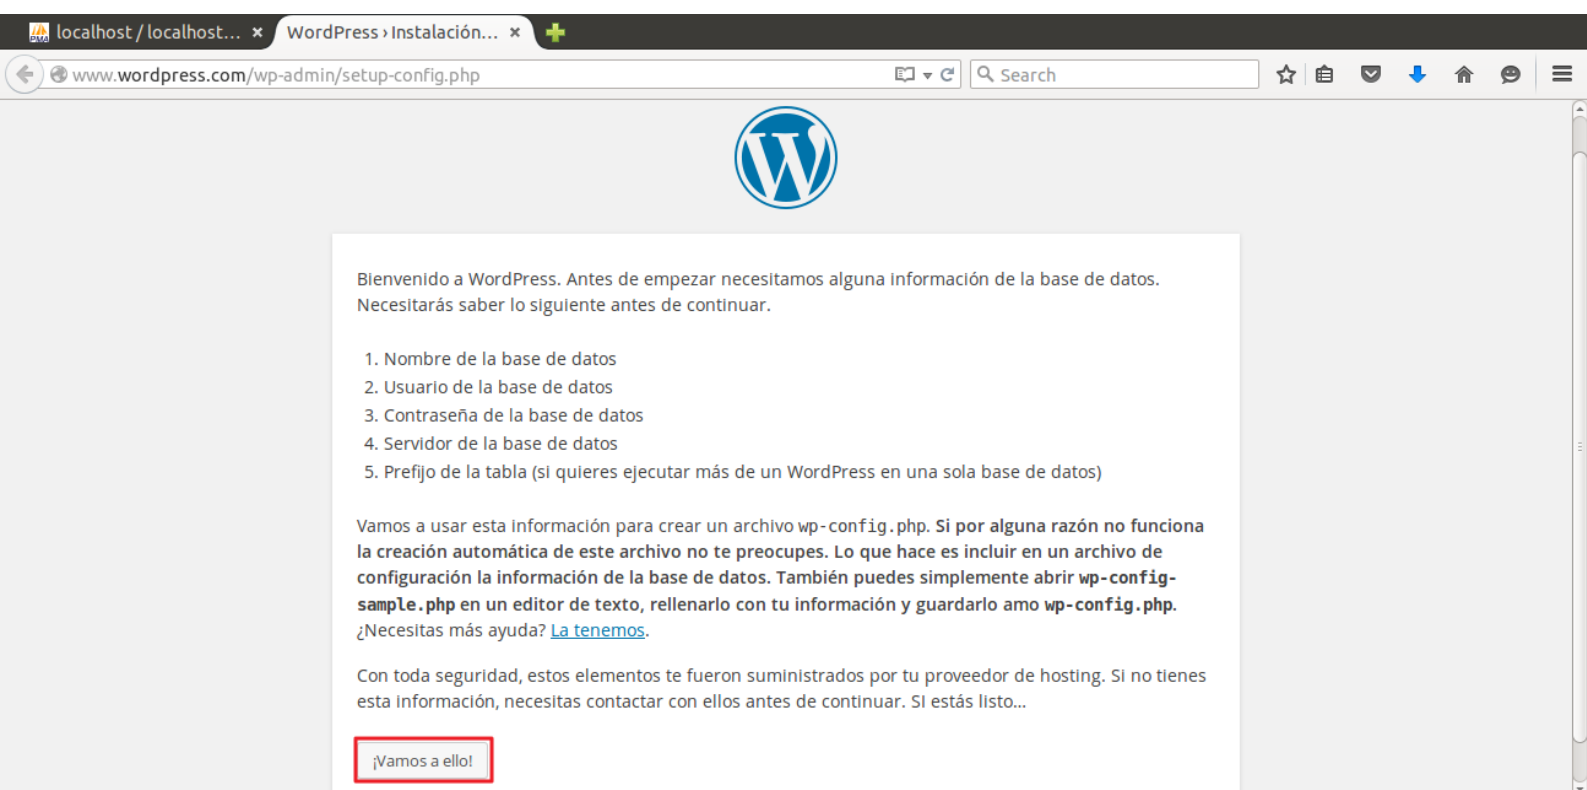 localhost / localhost... × WordPress › Instalación... ×
www.wordpress.com/wp-admin/setup-config.php Search
Bienvenido a WordPress. Antes de empezar necesitamos alguna información de la base de datos.
Necesitarás saber lo siguiente antes de continuar.
1. Nombre de la base de datos
2. Usuario de la base de datos
3. Contraseña de la base de datos
4. Servidor de la base de datos
5. Prefijo de la tabla (si quieres ejecutar más de un WordPress en una sola base de datos)
Vamos a usar esta información para crear un archivo wp-config.php. Si por alguna razón no funciona
la creación automática de este archivo no te preocupes. Lo que hace es incluir en un archivo de
configuración la información de la base de datos. También puedes simplemente abrir wp-config-
sample.php en un editor de texto, rellenarlo con tu información y guardarlo amo wp-config.php.
¿Necesitas más ayuda? La tenemos.
Con toda seguridad, estos elementos te fueron suministrados por tu proveedor de hosting. Si no tienes
esta información, necesitas contactar con ellos antes de continuar. SI estás listo...
¡Vamos a ello!